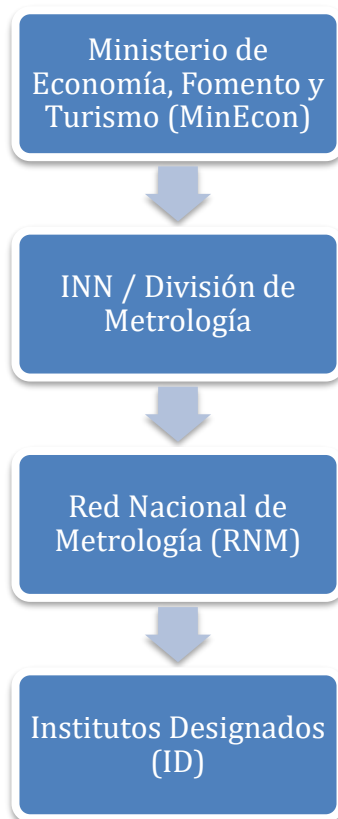 Ministerio de
Economía, Fomento y
Turismo (MinEcon)
INN / División de
Metrología
Red Nacional de
Metrología (RNM)
Institutos Designados
(ID)